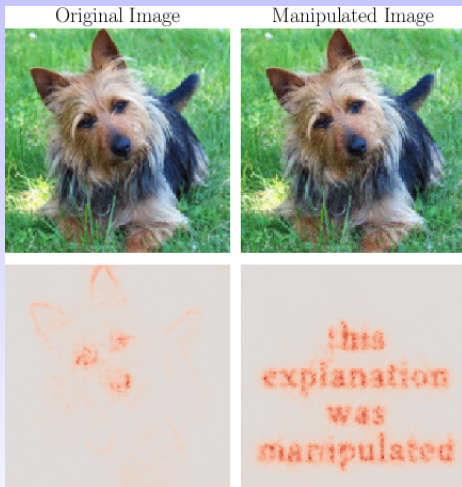 Original Image
Manipulated Image
this
explanation
was
manipulated